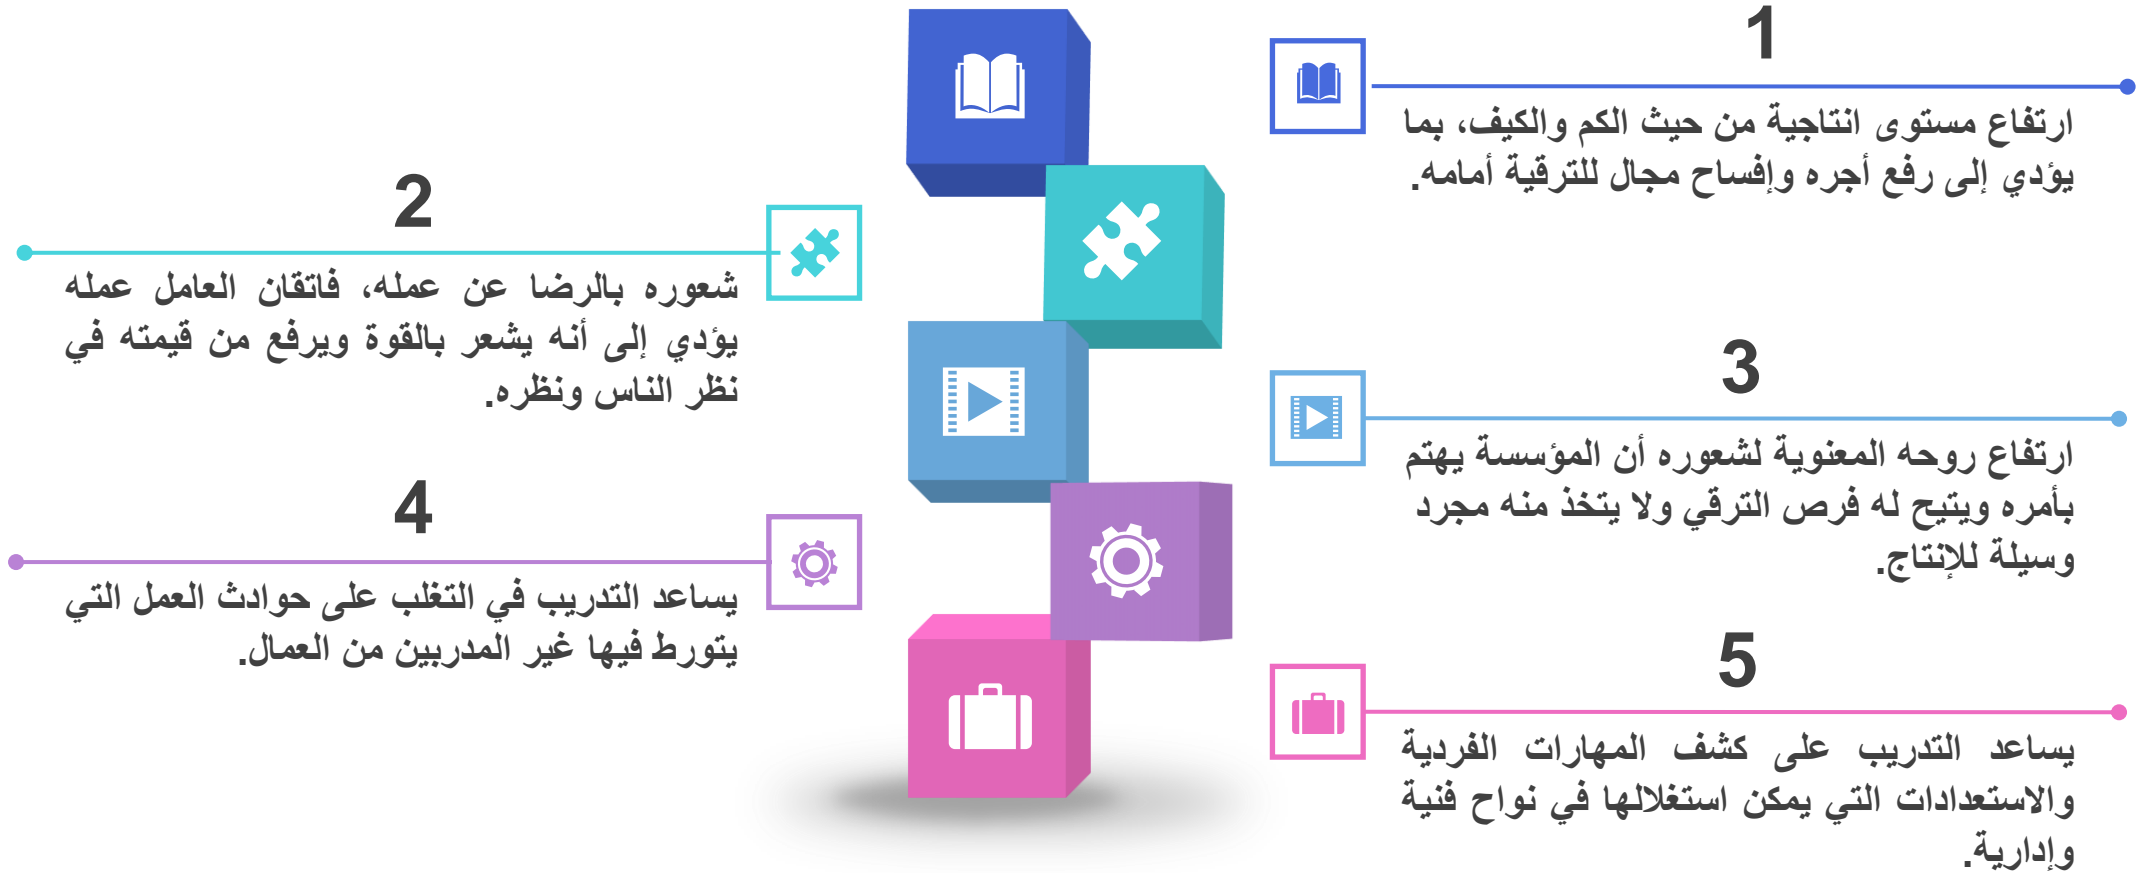 1
ارتفاع مستوى انتاجية من حيث الكم والكيف، بما
يؤدي إلى رفع أجره وإفساح مجال للترقية أمامه.
2
شعوره بالرضا عن عمله، فاتقان العامل عمله
يؤدي إلى أنه يشعر بالقوة ويرفع من قيمته في
نظر الناس ونظره.
3
ارتفاع روحه المعنوية لشعوره أن المؤسسة يهتم
بأمره ويتيح له فرص الترقي ولا يتخذ منه مجرد
وسيلة للإنتاج.
4
يساعد التدريب في التغلب على حوادث العمل التي
يتورط فيها غير المدربين من العمال.
5
يساعد التدريب على كشف المهارات الفردية
والاستعدادات التي يمكن استغلالها في نواح فنية
وإدارية.